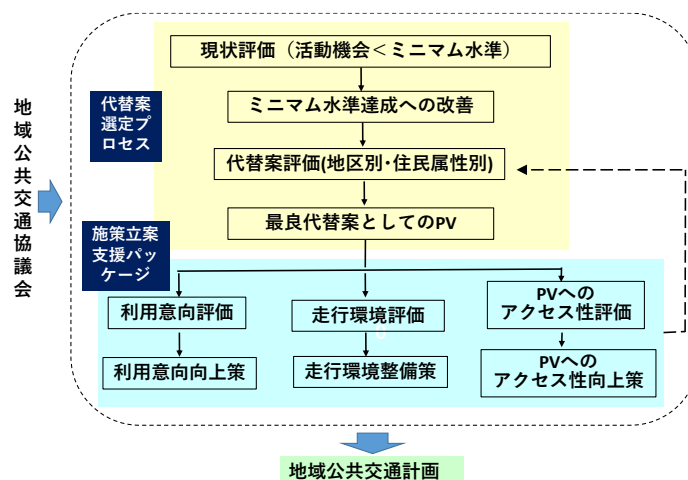 現状評価（活動機会＜ミニマム水準）
代替案
選定プ
ロセス
ミニマム水準達成への改善
代替案評価(地区別･住民属性別)
地域公共交通協議会
最良代替案としてのPV
施策立案
支援パッ
ケージ
利用意向評価
走行環境評価
PVへの
アクセス性評価
利用意向向上策
走行環境整備策
PVへの
アクセス性向上策
地域公共交通計画